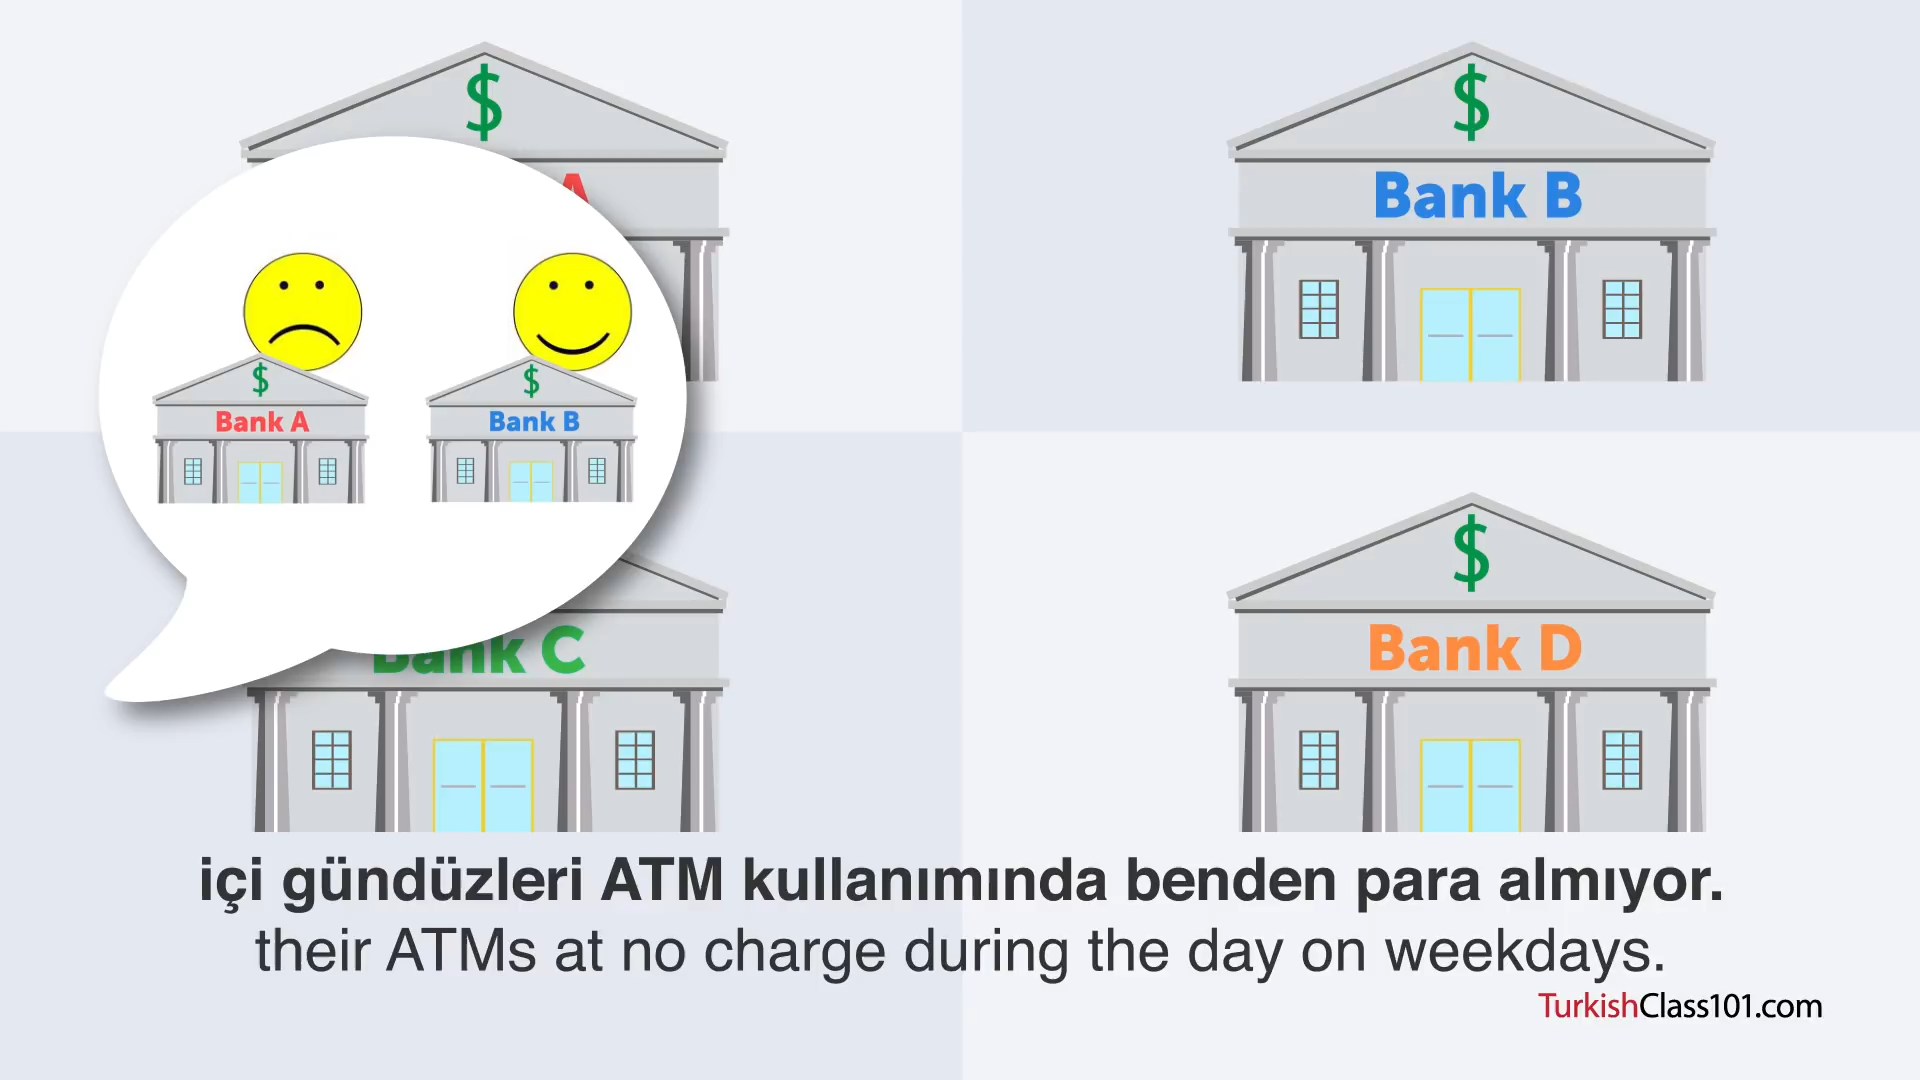 $
A
$
Bank B
$
Bank A
$
Bank B
Bank C
$
Bank D
içi gündüzleri ATM kullanımında benden para almıyor.
their ATMs at no charge during the day on weekdays.
TurkishClass101.com